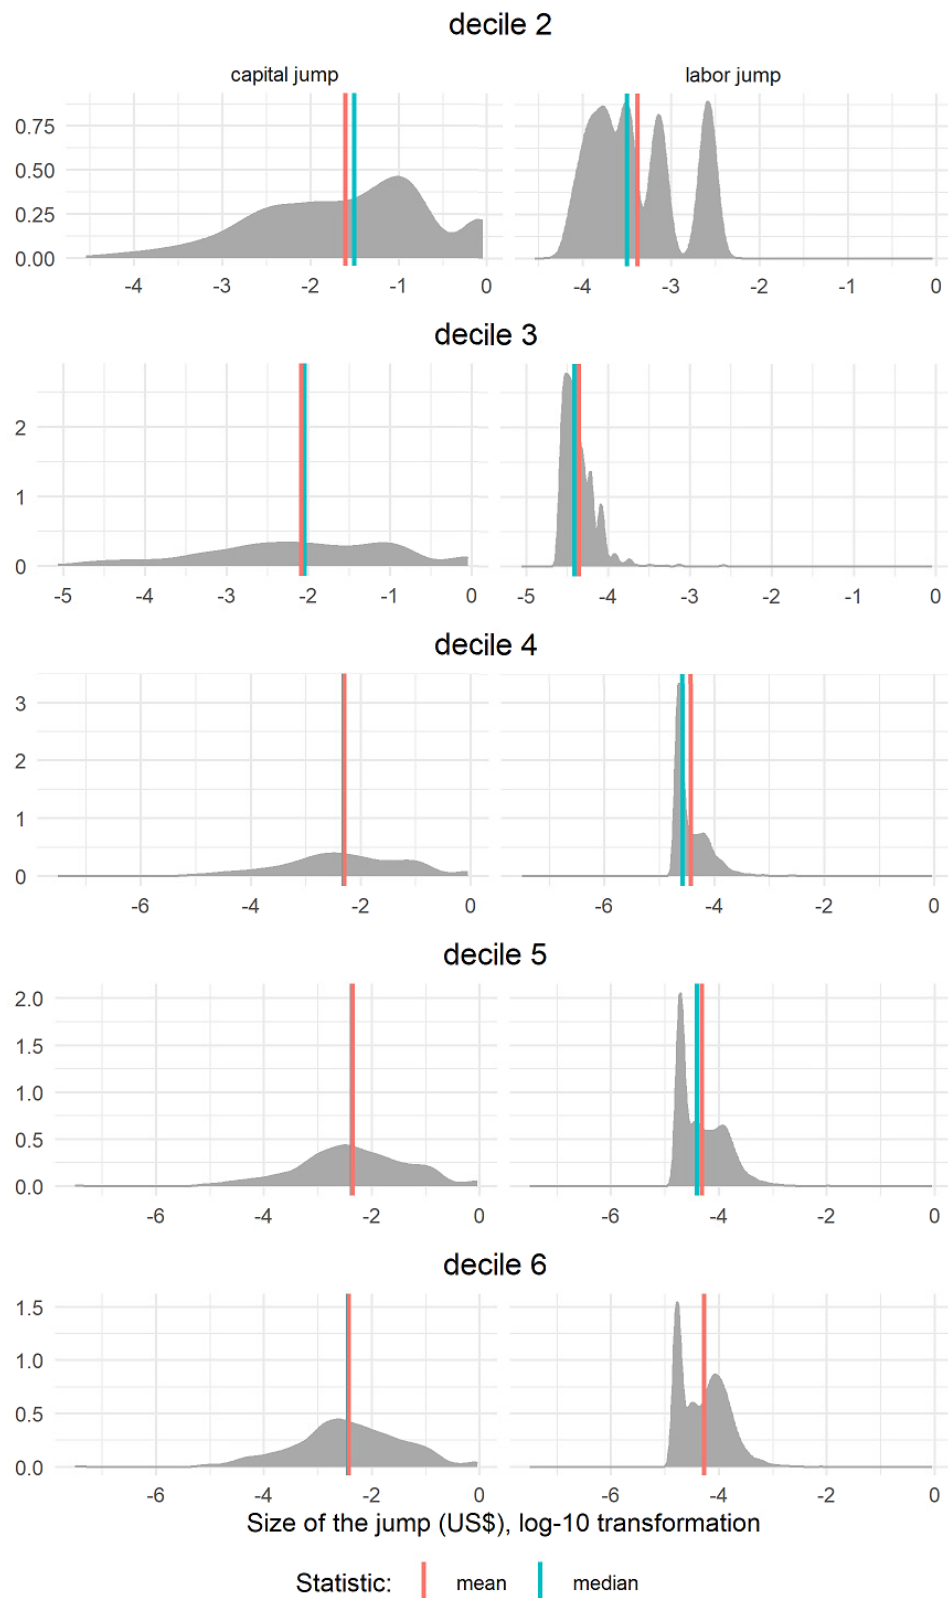 decile 2
capital jump labor jump
0.75
0.50
0.25
0.00
-4 -3 -2 -1 0 -4 -3 -2 -1 0
decile 3
2
1
0
-5 -4 -3 -2 -1 0 -5 -4 -3 -2 -1 0
decile 4
3
2
1
0
-6 -4 -2 0 -6 -4 -2 0
decile 5
2.0
1.5
1.0
0.5
0.0
-6 -4 -2 0 -6 -4 -2 0
decile 6
1.5
1.0
0.5
0.0
-6 -4 -2 0 -6 -4 -2 0
Size of the jump (US$), log-10 transformation
Statistic: mean median